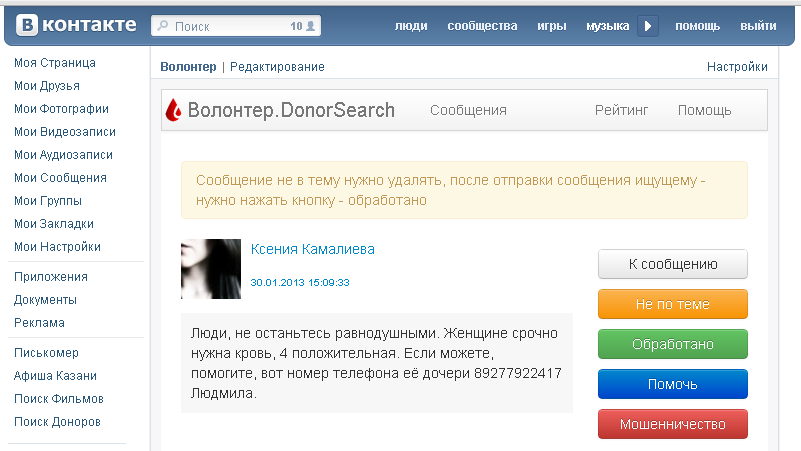 В контакте
Поиск 10
люди сообщества игры музыка помощь выйти
Моя Страница
Мои Друзья
Мои Фотографии
Мои Видеозаписи
Мои Аудиозаписи
Мои Сообщения
Мои Группы
Мои Закладки
Мои Настройки
Приложения
Документы
Реклама
Писькомер
Афиша Казани
Поиск Фильмов
Поиск Доноров
Волонтер | Редактирование Настройки
Волонтер.DonorSearch Сообщения Рейтинг Помощь
Сообщение не в тему нужно удалять, после отправки сообщения ищущему -
нужно нажать кнопку - обработано
Ксения Камалиева
30.01.2013 15:09:33
Люди, не останьтесь равнодушными. Женщине срочно
нужна кровь, 4 положительная. Если можете,
помогите, вот номер телефона её дочери 89277922417
Людмила.
К сообщению
Не по теме
Обработано
Помочь
Мошенничество